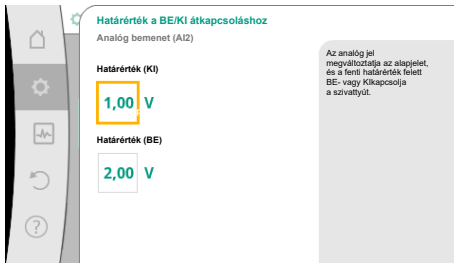 Határérték a BE/KI átkapcsoláshoz
Analóg bemenet (AI2)
Határérték (KI)
1,00 V
Határérték (BE)
2,00 V
Az analóg jel
megváltoztatja az alapjelet,
és a fenti határérték felett
BE- vagy KIkapcsolja
a szivattyút.
?